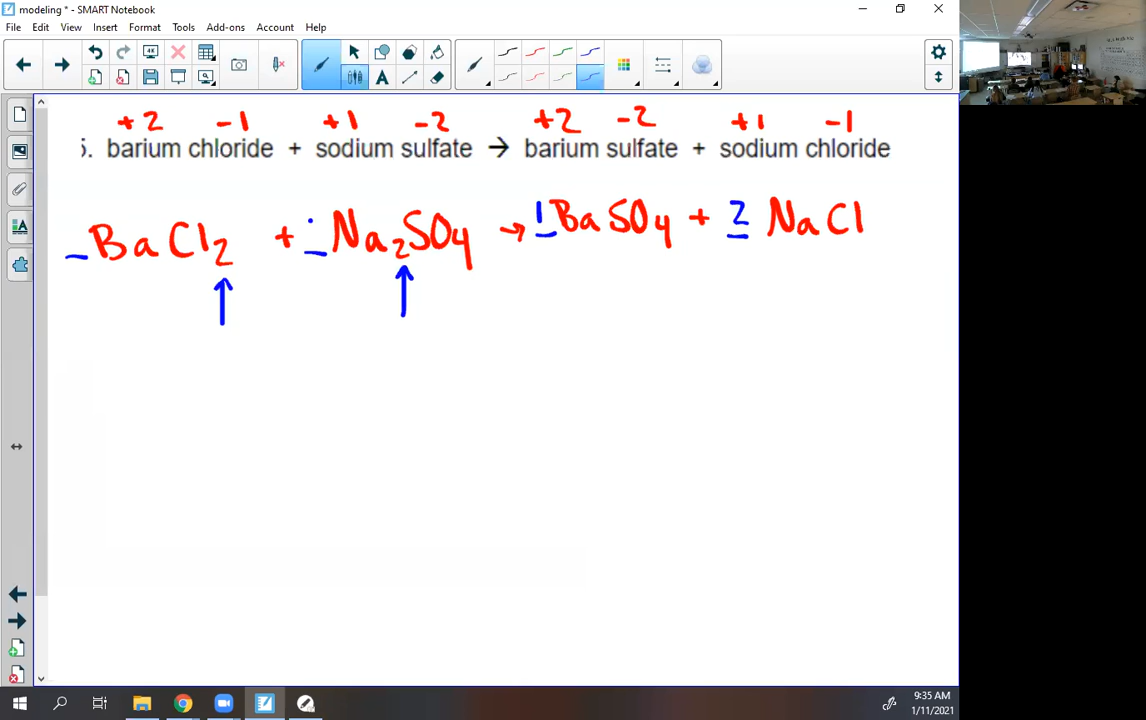 modeling * - SMART Notebook
File Edit View Insert Format Tools Add-ons Account Help
+2 -1 +1 -2 +2 -2 +1 -1
5. barium chloride + sodium sulfate → barium sulfate + sodium chloride
_BaCl₂ + _Na₂SO₄ → 1BaSO₄ + 2 NaCl
9:35 AM
1/11/2021